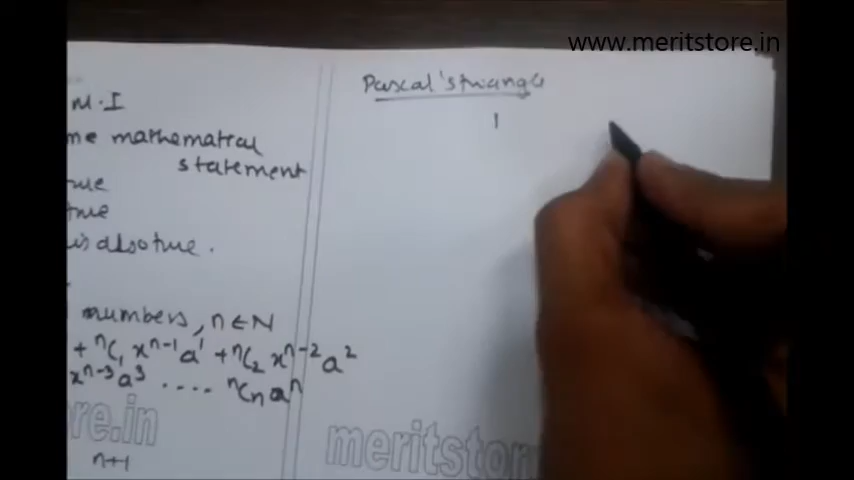 www.meritstore.in
M.I
me mathematical
statement
true
true
is also true.
numbers, n ∈ N
+ ⁿC₁ xⁿ⁻¹ a¹ + ⁿC₂ xⁿ⁻² a²
xⁿ⁻³ a³ .... ⁿCₙ aⁿ
re.in
n+1
Pascal's triangle
1
meritstor